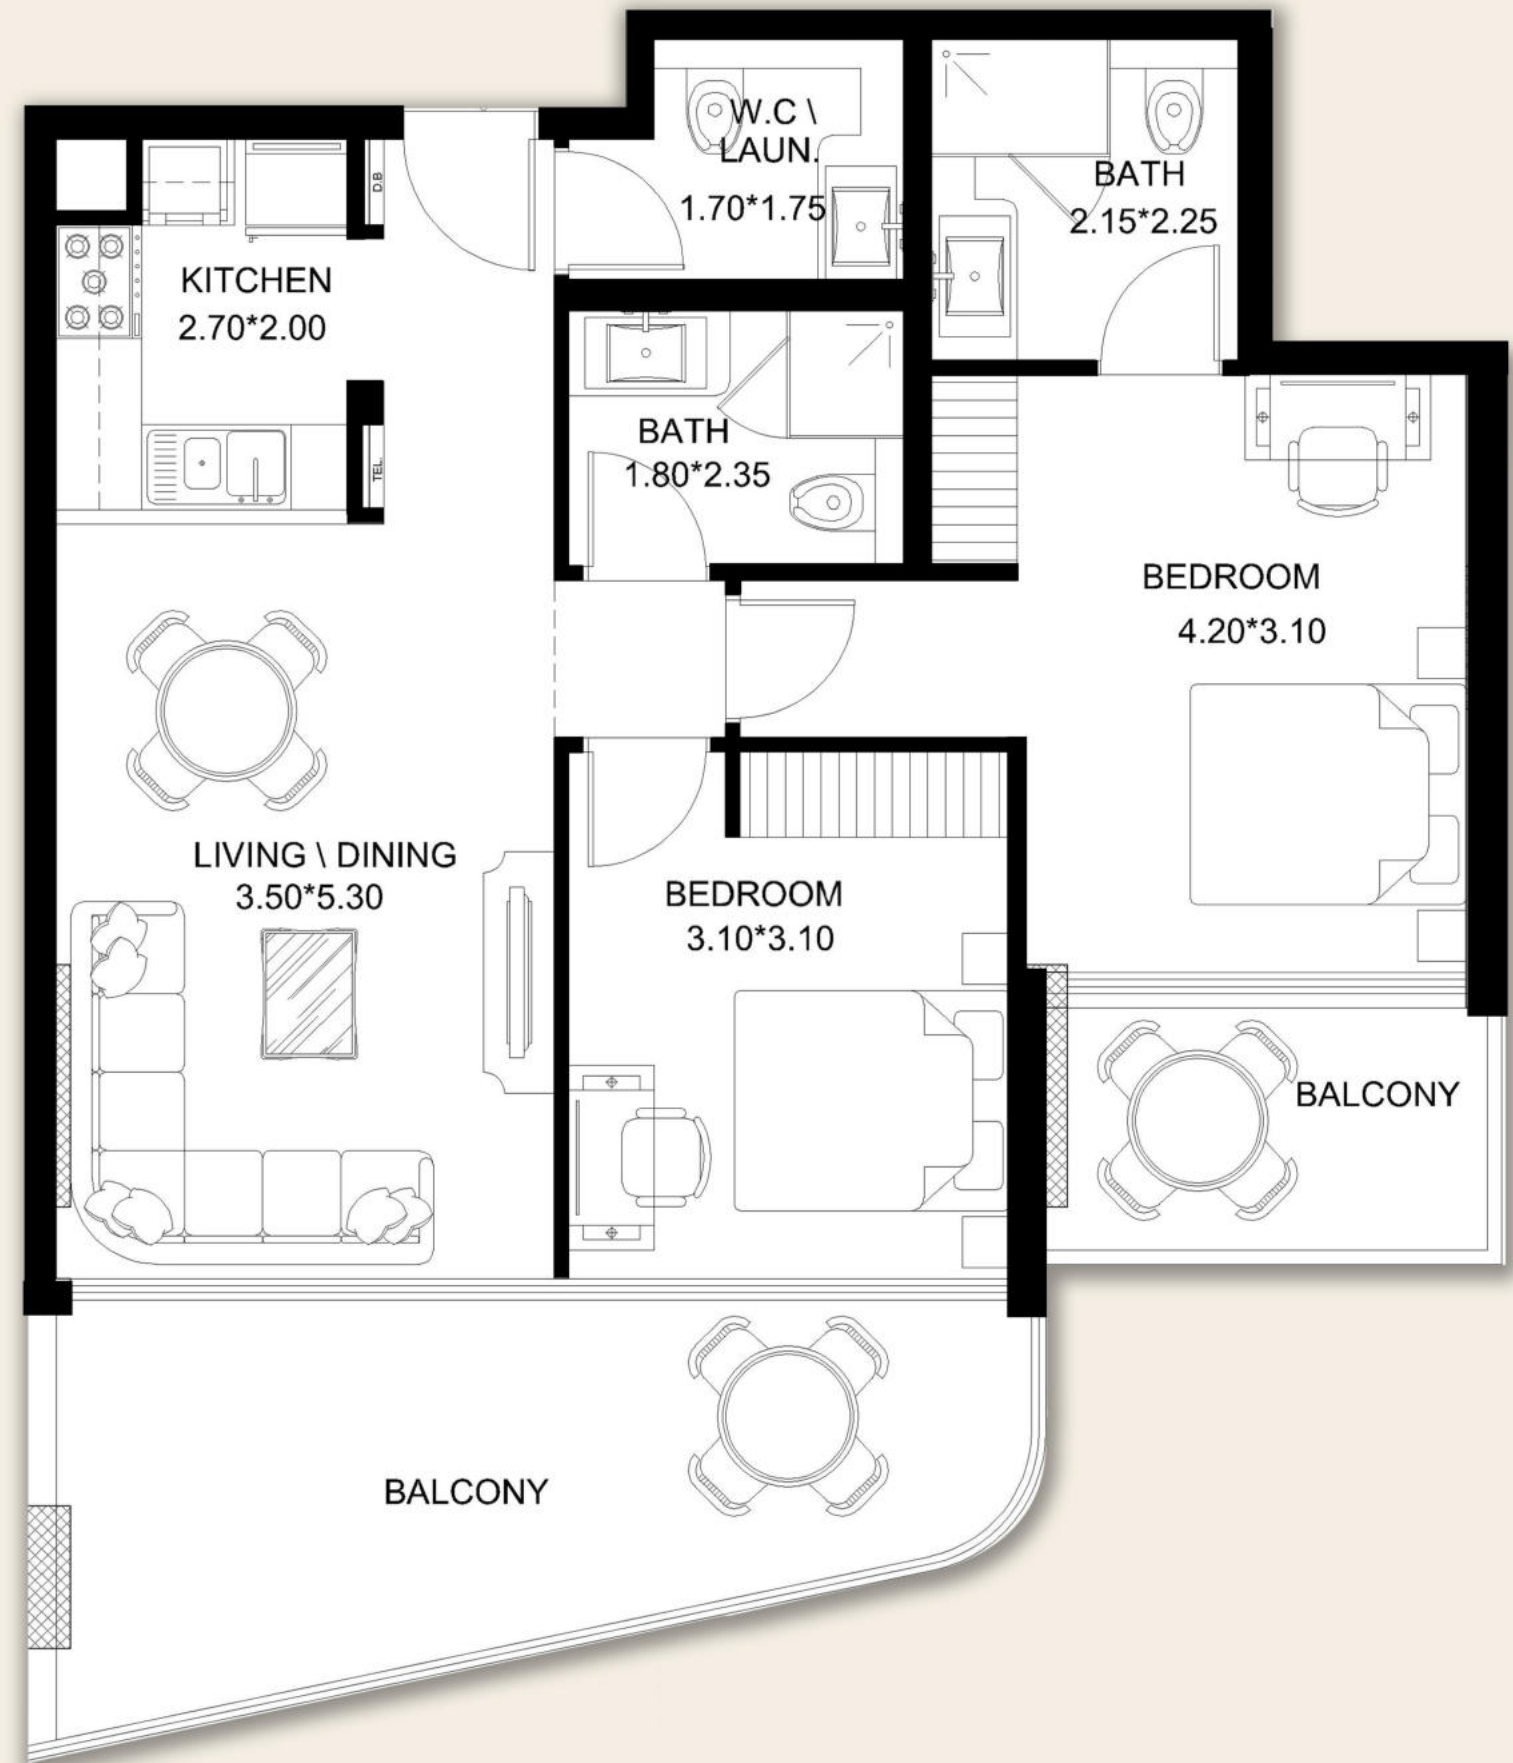 W.C \
LAUN.
1.70*1.75
BATH
2.15*2.25
D.B
KITCHEN
2.70*2.00
BATH
1.80*2.35
TEL.
BEDROOM
4.20*3.10
LIVING \ DINING
3.50*5.30
BEDROOM
3.10*3.10
BALCONY
BALCONY